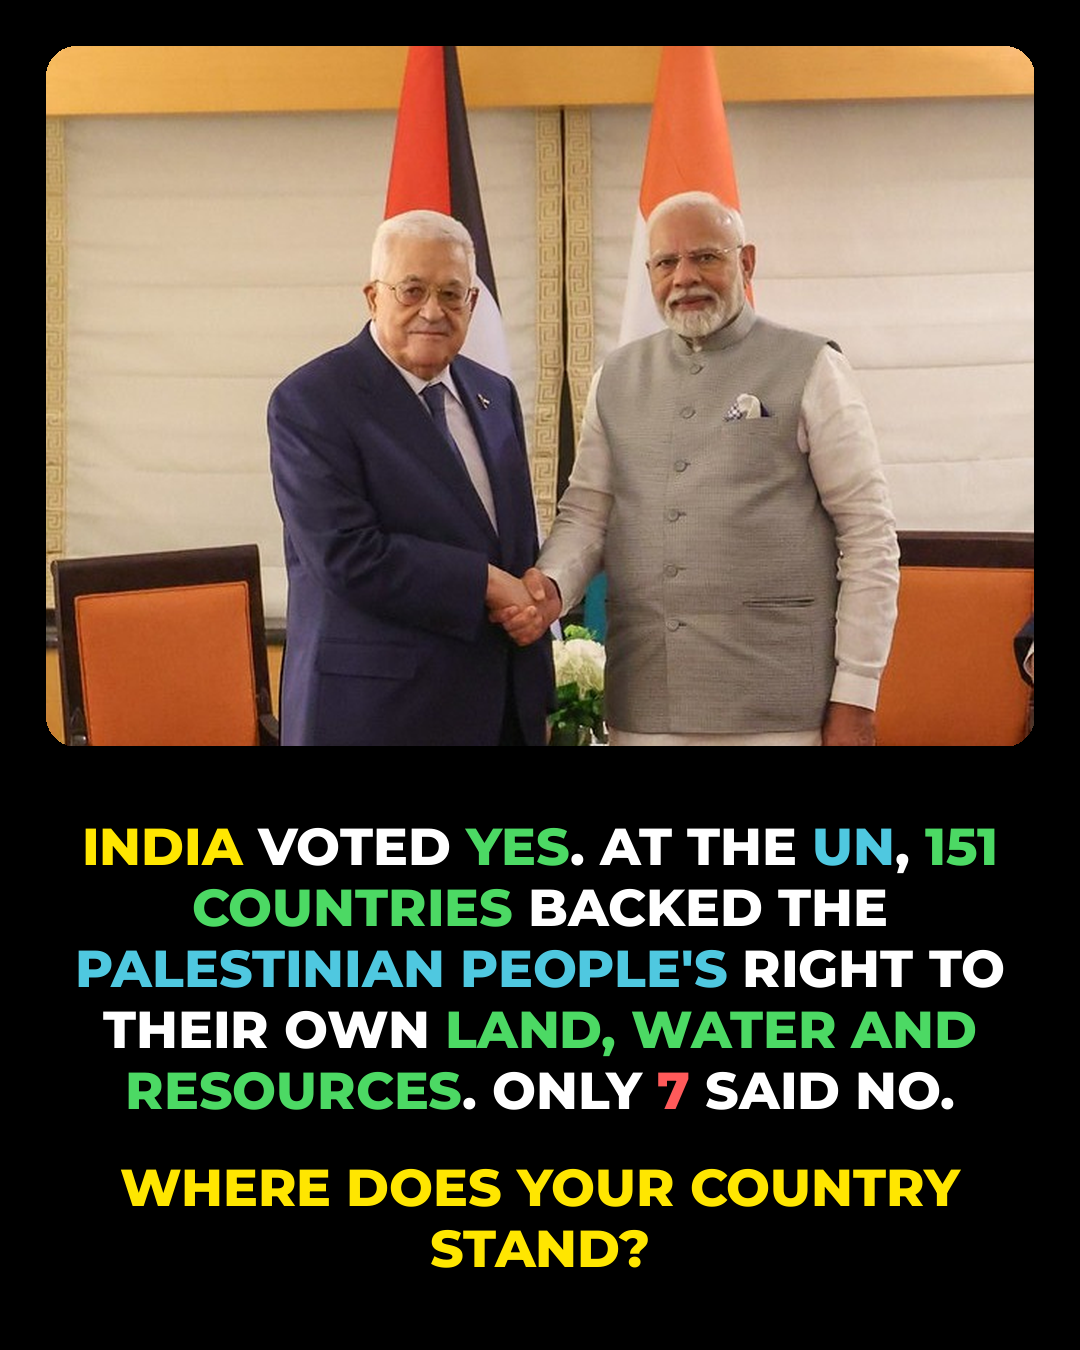 INDIA VOTED YES. AT THE UN, 151
COUNTRIES BACKED THE
PALESTINIAN PEOPLE'S RIGHT TO
THEIR OWN LAND, WATER AND
RESOURCES. ONLY 7 SAID NO.
WHERE DOES YOUR COUNTRY
STAND?